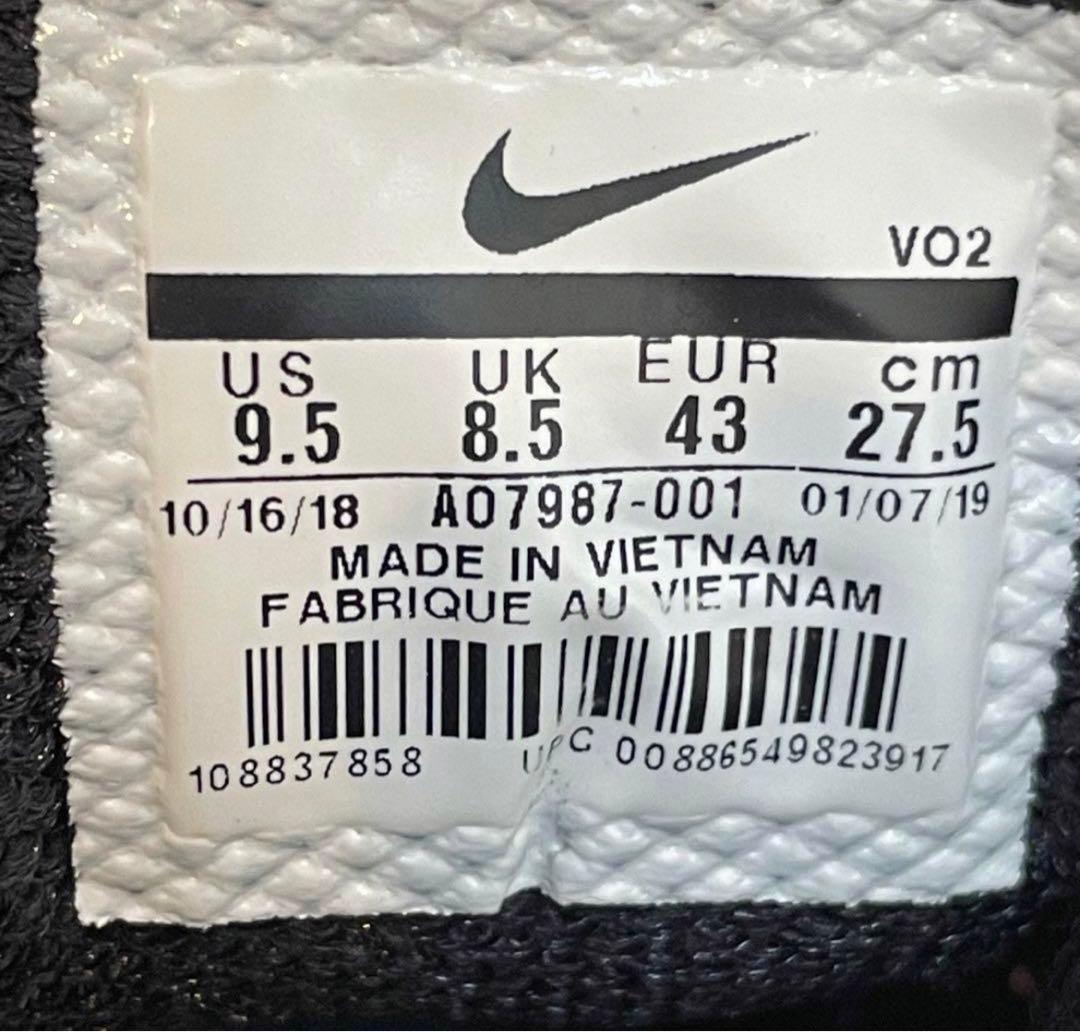 VO2
US UK EUR cm
9.5 8.5 43 27.5
10/16/18 AO7987-001 01/07/19
MADE IN VIETNAM
FABRIQUE AU VIETNAM
108837858 UPC 00886549823917